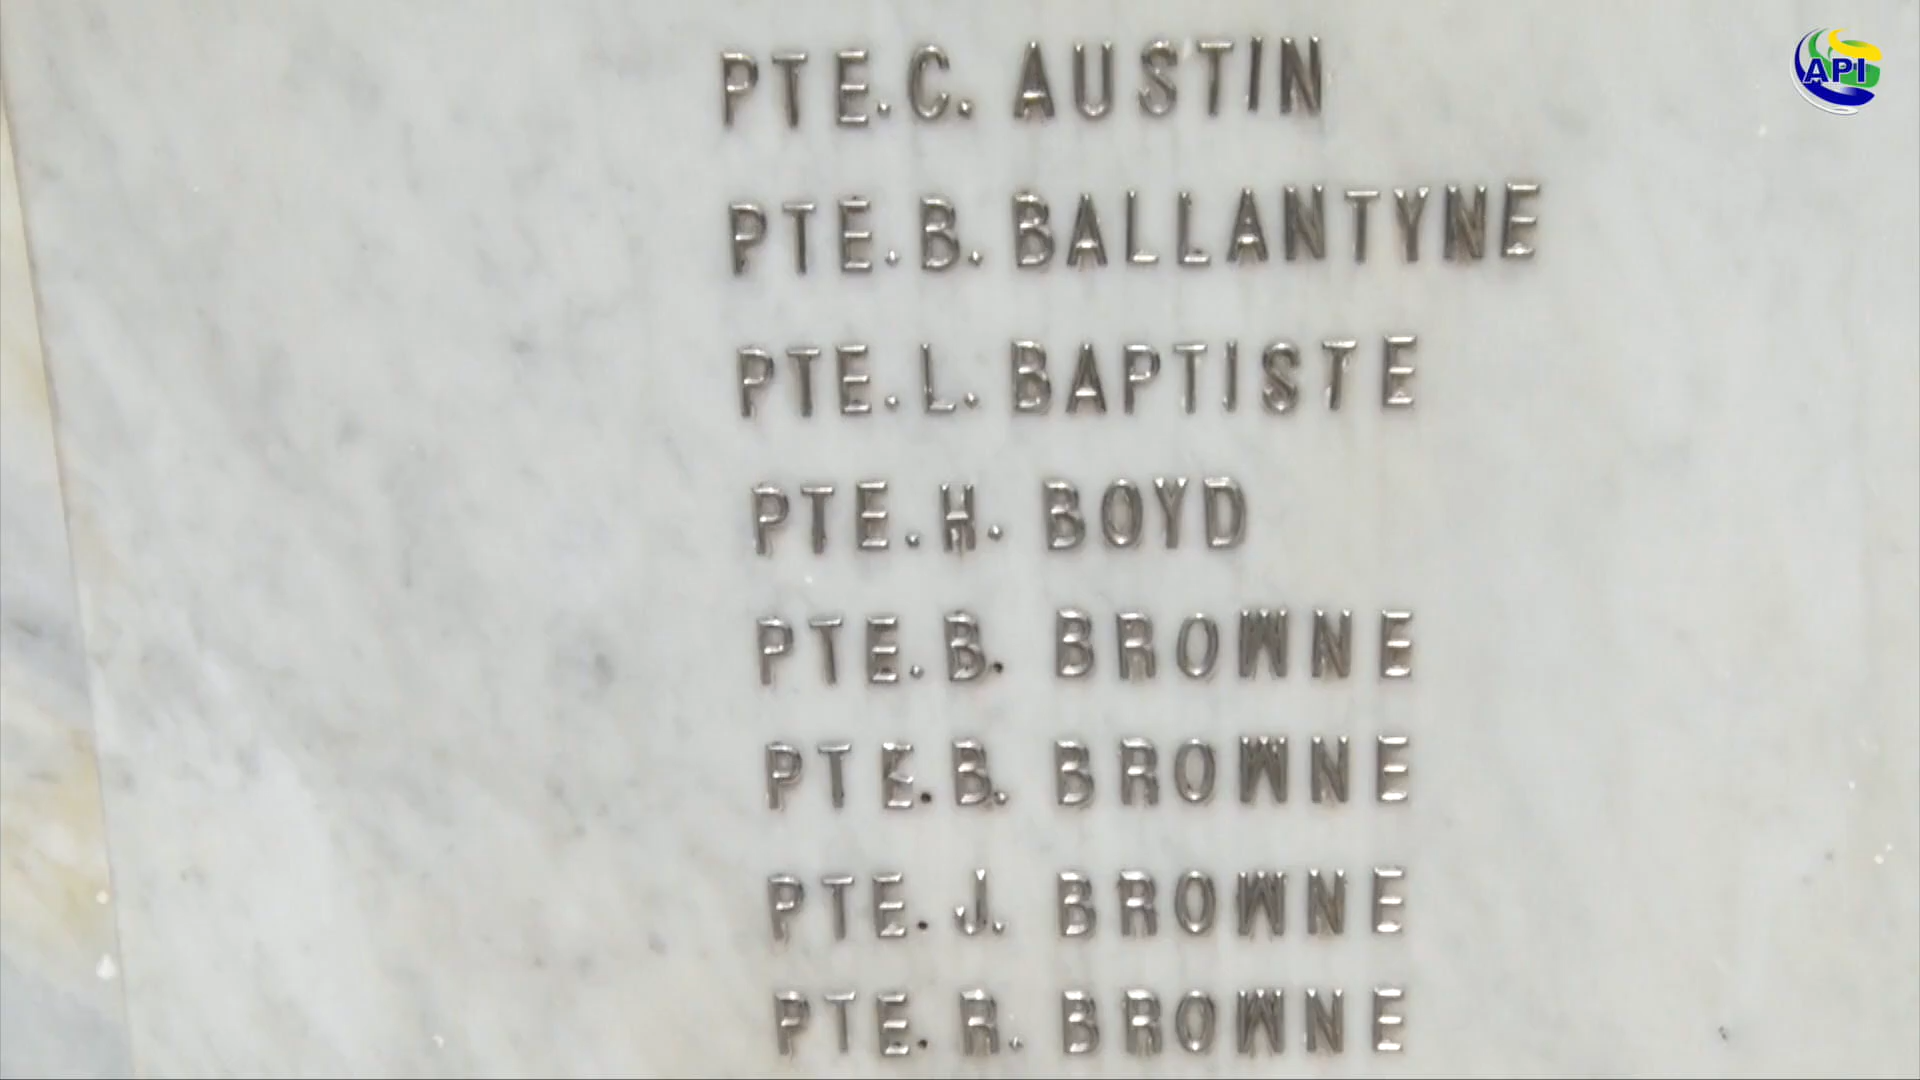 PTE. C. AUSTIN
PTE. B. BALLANTYNE
PTE. L. BAPTISTE
PTE. H. BOYD
PTE. B. BROWNE
PTE. B. BROWNE
PTE. J. BROWNE
PTE. R. BROWNE
API